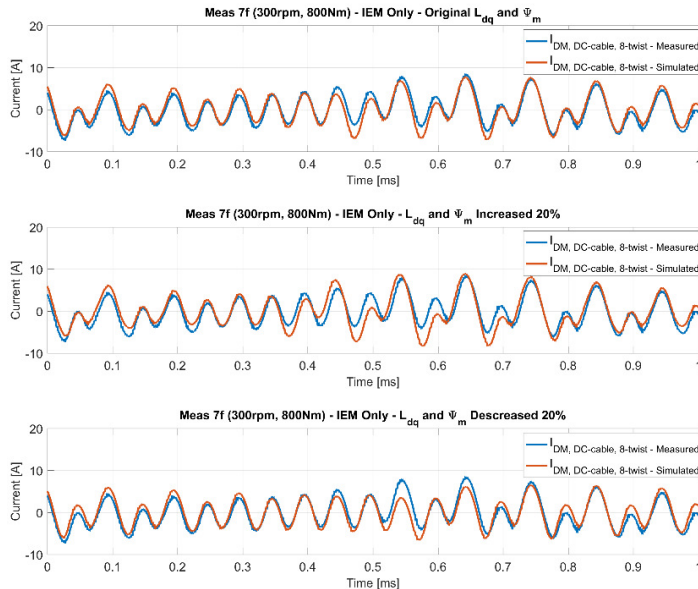 Meas 7f (300rpm, 800Nm) - IEM Only - Original L_dq and Ψ_m
20
10
0
-10
Current [A]
I_DM, DC-cable, 8-twist - Measured
I_DM, DC-cable, 8-twist - Simulated
0 0.1 0.2 0.3 0.4 0.5 0.6 0.7 0.8 0.9 1
Time [ms]
Meas 7f (300rpm, 800Nm) - IEM Only - L_dq and Ψ_m Increased 20%
20
10
0
-10
Current [A]
I_DM, DC-cable, 8-twist - Measured
I_DM, DC-cable, 8-twist - Simulated
0 0.1 0.2 0.3 0.4 0.5 0.6 0.7 0.8 0.9 1
Time [ms]
Meas 7f (300rpm, 800Nm) - IEM Only - L_dq and Ψ_m Descreased 20%
20
10
0
-10
Current [A]
I_DM, DC-cable, 8-twist - Measured
I_DM, DC-cable, 8-twist - Simulated
0 0.1 0.2 0.3 0.4 0.5 0.6 0.7 0.8 0.9 1
Time [ms]